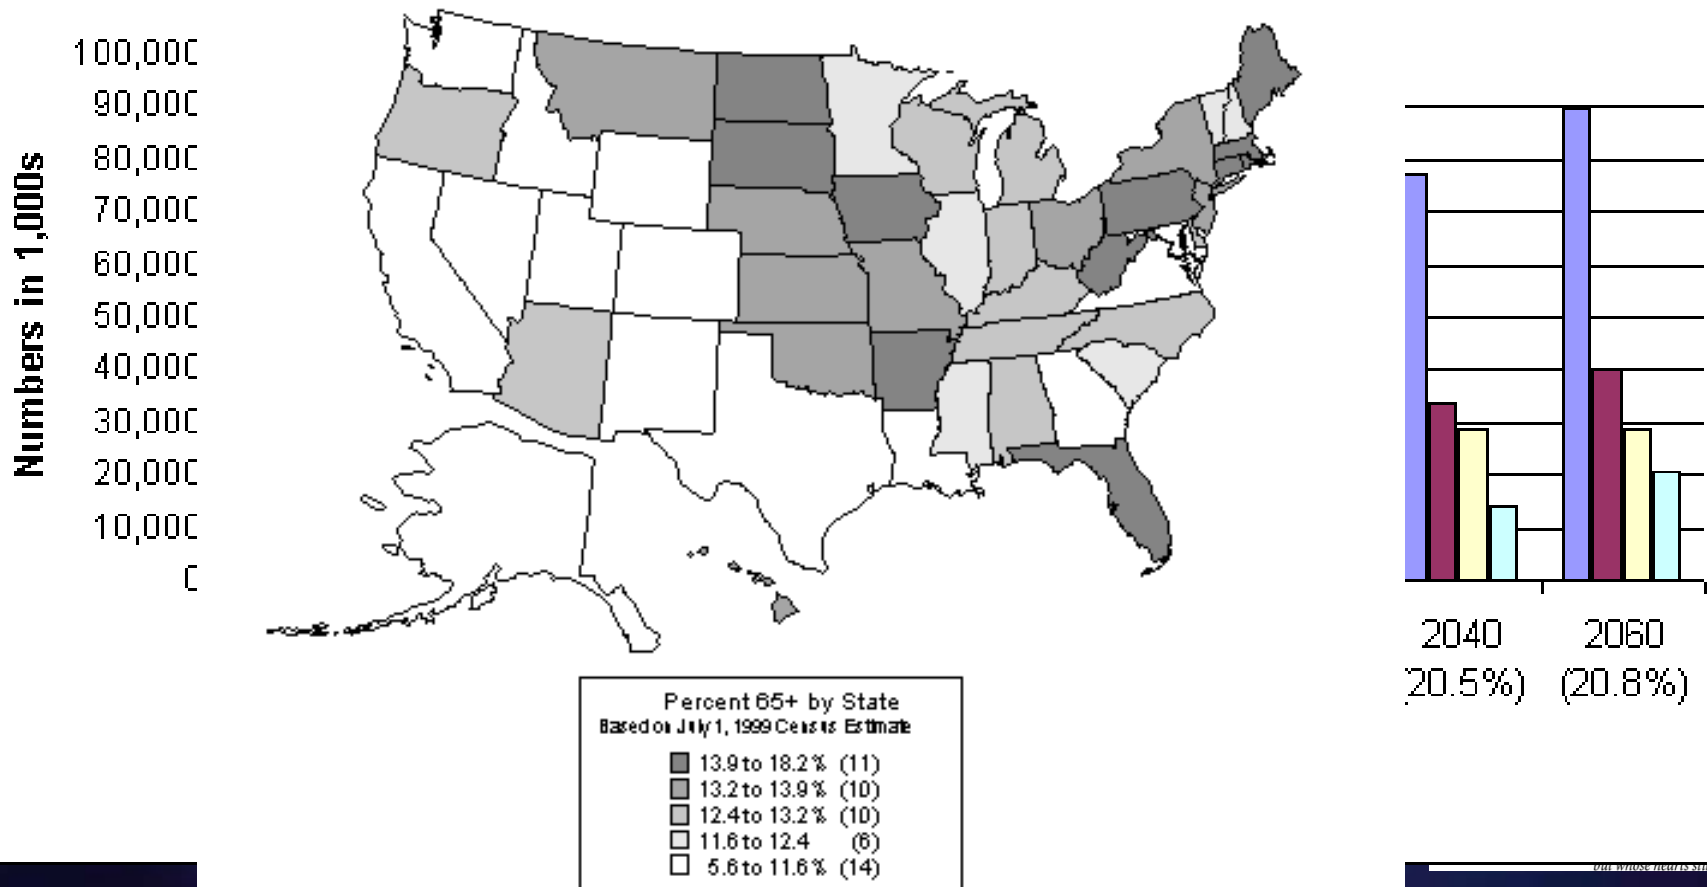 Numbers in 1,000s
100,000
90,000
80,000
70,000
60,000
50,000
40,000
30,000
20,000
10,000
0
2040
(20.5%)
2060
(20.8%)
Percent 65+ by State
Based on July 1, 1999 Census Estimate
13.9 to 18.2% (11)
13.2 to 13.9% (10)
12.4 to 13.2% (10)
11.6 to 12.4 (6)
5.6 to 11.6% (14)
but whose hearts